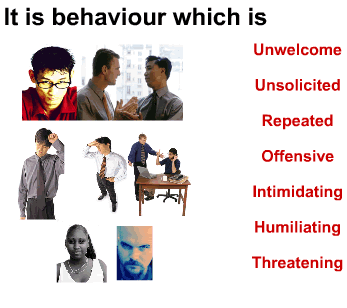 It is behaviour which is
Unwelcome
Unsolicited
Repeated
Offensive
Intimidating
Humiliating
Threatening